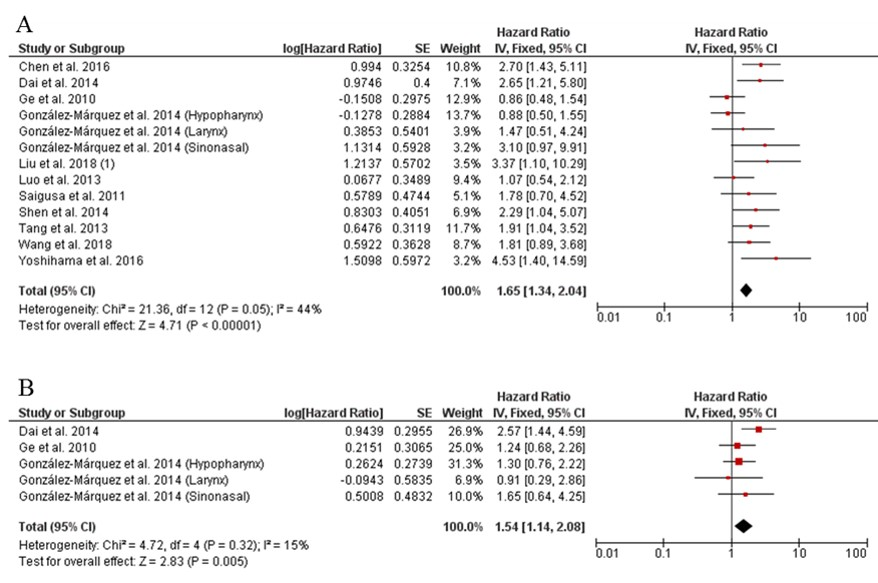 A
Hazard Ratio Hazard Ratio
Study or Subgroup log[Hazard Ratio] SE Weight IV, Fixed, 95% CI IV, Fixed, 95% CI
Chen et al. 2016 0.994 0.3254 10.8% 2.70 [1.43, 5.11]
Dai et al. 2014 0.9746 0.4 7.1% 2.65 [1.21, 5.80]
Ge et al. 2010 -0.1508 0.2975 12.9% 0.86 [0.48, 1.54]
González-Márquez et al. 2014 (Hypopharynx) -0.1278 0.2884 13.7% 0.88 [0.50, 1.55]
González-Márquez et al. 2014 (Larynx) 0.3853 0.5401 3.9% 1.47 [0.51, 4.24]
González-Márquez et al. 2014 (Sinonasal) 1.1314 0.5928 3.2% 3.10 [0.97, 9.91]
Liu et al. 2018 (1) 1.2137 0.5702 3.5% 3.37 [1.10, 10.29]
Luo et al. 2013 0.0677 0.3489 9.4% 1.07 [0.54, 2.12]
Saigusa et al. 2011 0.5789 0.4744 5.1% 1.78 [0.70, 4.52]
Shen et al. 2014 0.8303 0.4051 6.9% 2.29 [1.04, 5.07]
Tang et al. 2013 0.6476 0.3119 11.7% 1.91 [1.04, 3.52]
Wang et al. 2018 0.5922 0.3628 8.7% 1.81 [0.89, 3.68]
Yoshihama et al. 2016 1.5098 0.5972 3.2% 4.53 [1.40, 14.59]
Total (95% CI) 100.0% 1.65 [1.34, 2.04]
Heterogeneity: Chi² = 21.36, df = 12 (P = 0.05); I² = 44%
Test for overall effect: Z = 4.71 (P < 0.00001)
0.01 0.1 1 10 100
B
Hazard Ratio Hazard Ratio
Study or Subgroup log[Hazard Ratio] SE Weight IV, Fixed, 95% CI IV, Fixed, 95% CI
Dai et al. 2014 0.9439 0.2955 26.9% 2.57 [1.44, 4.59]
Ge et al. 2010 0.2151 0.3065 25.0% 1.24 [0.68, 2.26]
González-Márquez et al. 2014 (Hypopharynx) 0.2624 0.2739 31.3% 1.30 [0.76, 2.22]
González-Márquez et al. 2014 (Larynx) -0.0943 0.5835 6.9% 0.91 [0.29, 2.86]
González-Márquez et al. 2014 (Sinonasal) 0.5008 0.4832 10.0% 1.65 [0.64, 4.25]
Total (95% CI) 100.0% 1.54 [1.14, 2.08]
Heterogeneity: Chi² = 4.72, df = 4 (P = 0.32); I² = 15%
Test for overall effect: Z = 2.83 (P = 0.005)
0.01 0.1 1 10 100